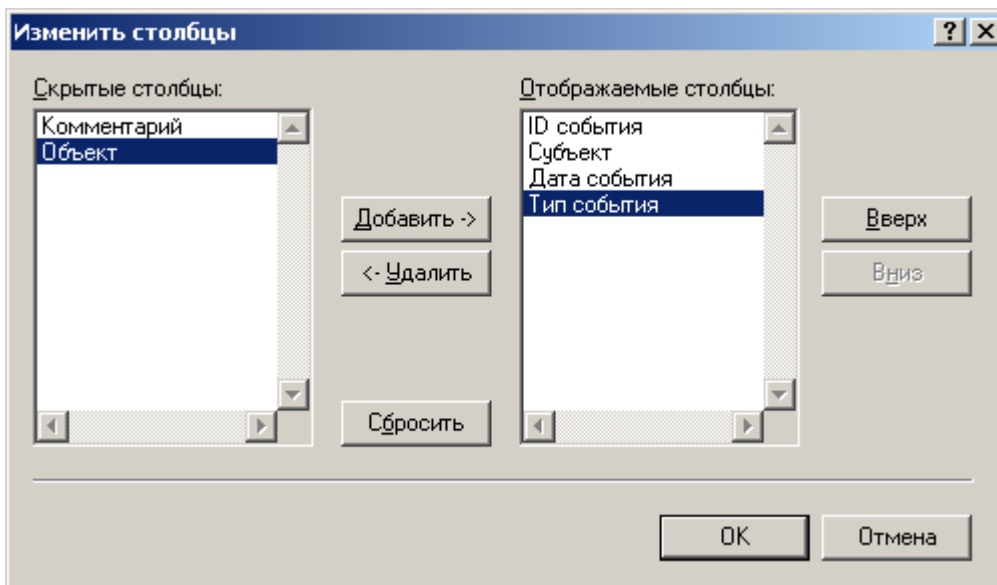 Изменить столбцы
Скрытые столбцы:
Комментарий
Объект
Добавить ->
<- Удалить
Сбросить
Отображаемые столбцы:
ID события
Субъект
Дата события
Тип события
Вверх
Вниз
OK
Отмена